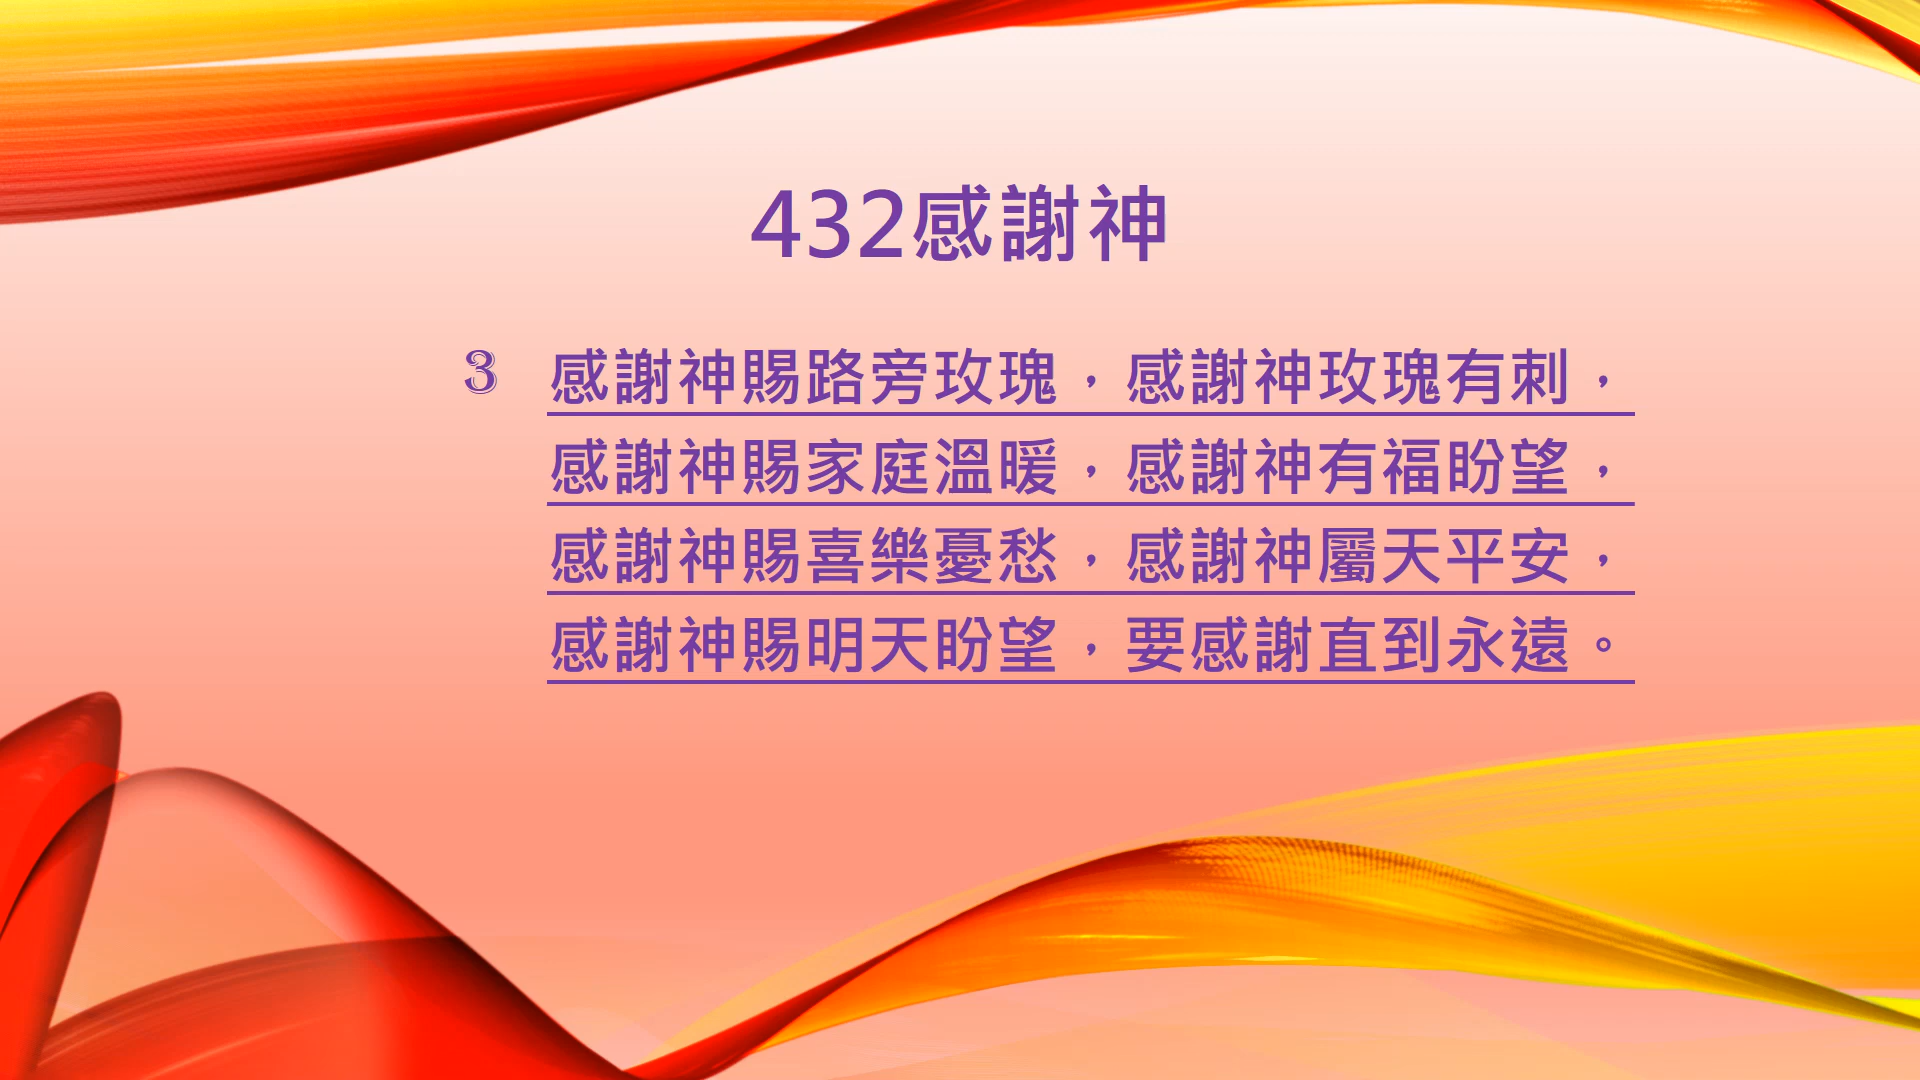 432感謝神
3 感謝神賜路旁玫瑰，感謝神玫瑰有刺，
感謝神賜家庭溫暖，感謝神有福盼望，
感謝神賜喜樂憂愁，感謝神屬天平安，
感謝神賜明天盼望，要感謝直到永遠。